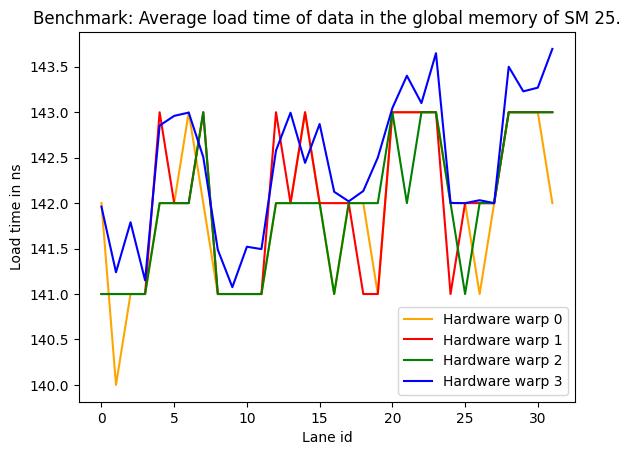 Benchmark: Average load time of data in the global memory of SM 25.
143.5
143.0
142.5
142.0
141.5
141.0
140.5
140.0
Load time in ns
Hardware warp 0
Hardware warp 1
Hardware warp 2
Hardware warp 3
0 5 10 15 20 25 30
Lane id